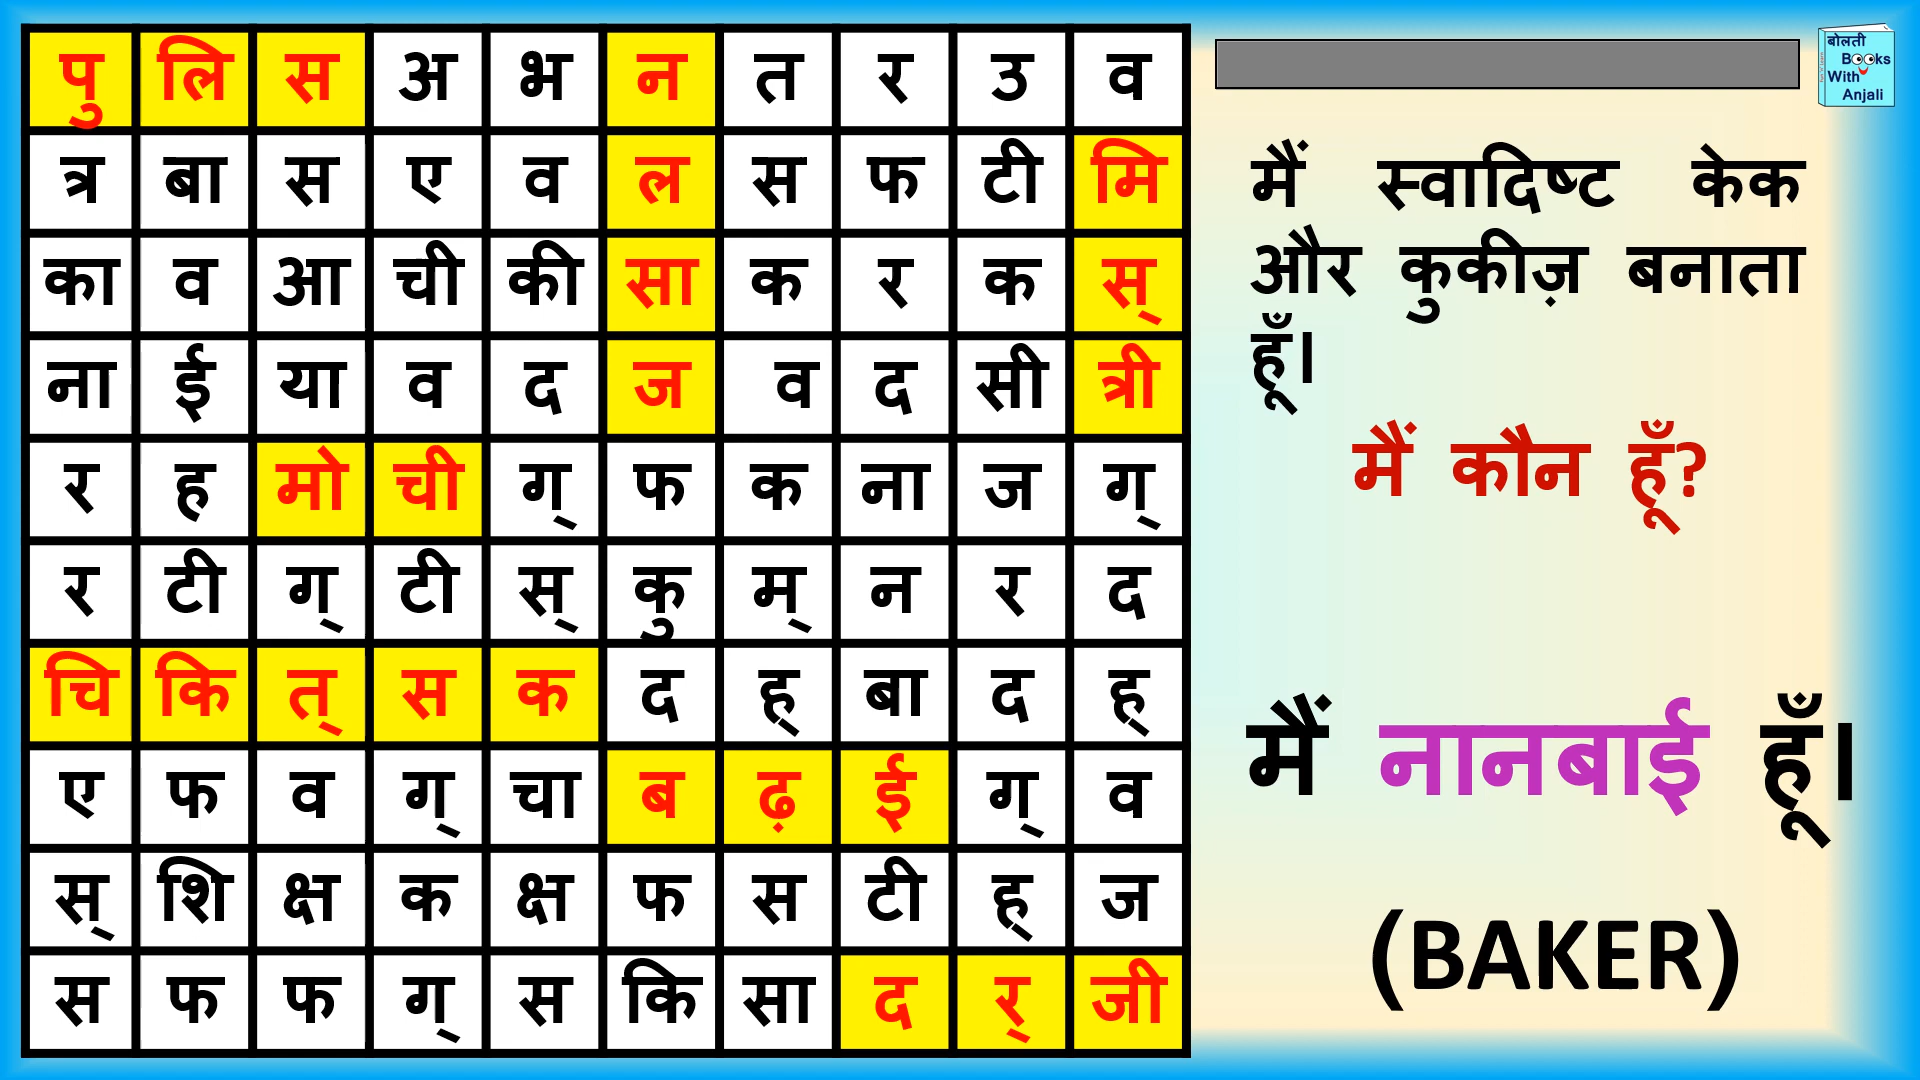 पु लि स अ भ न त र उ व
त्र बा स ए व ल स फ टी मि
का व आ ची की सा क र क स्
ना ई या व द ज व द सी त्री
र ह मो ची ग् फ क ना ज ग्
र टी ग् टी स् कु म् न र द
चि कि त् स क द ह् बा द ह्
ए फ व ग् चा ब ढ़ ई ग् व
स् शि क्ष क क्ष फ स टी ह् ज
स फ फ ग् स कि सा द र् जी
बोलती
Books
With
Anjali
मैं स्वादिष्ट केक
और कुकीज़ बनाता
हूँ।
मैं कौन हूँ?
मैं नानबाई हूँ।
(BAKER)